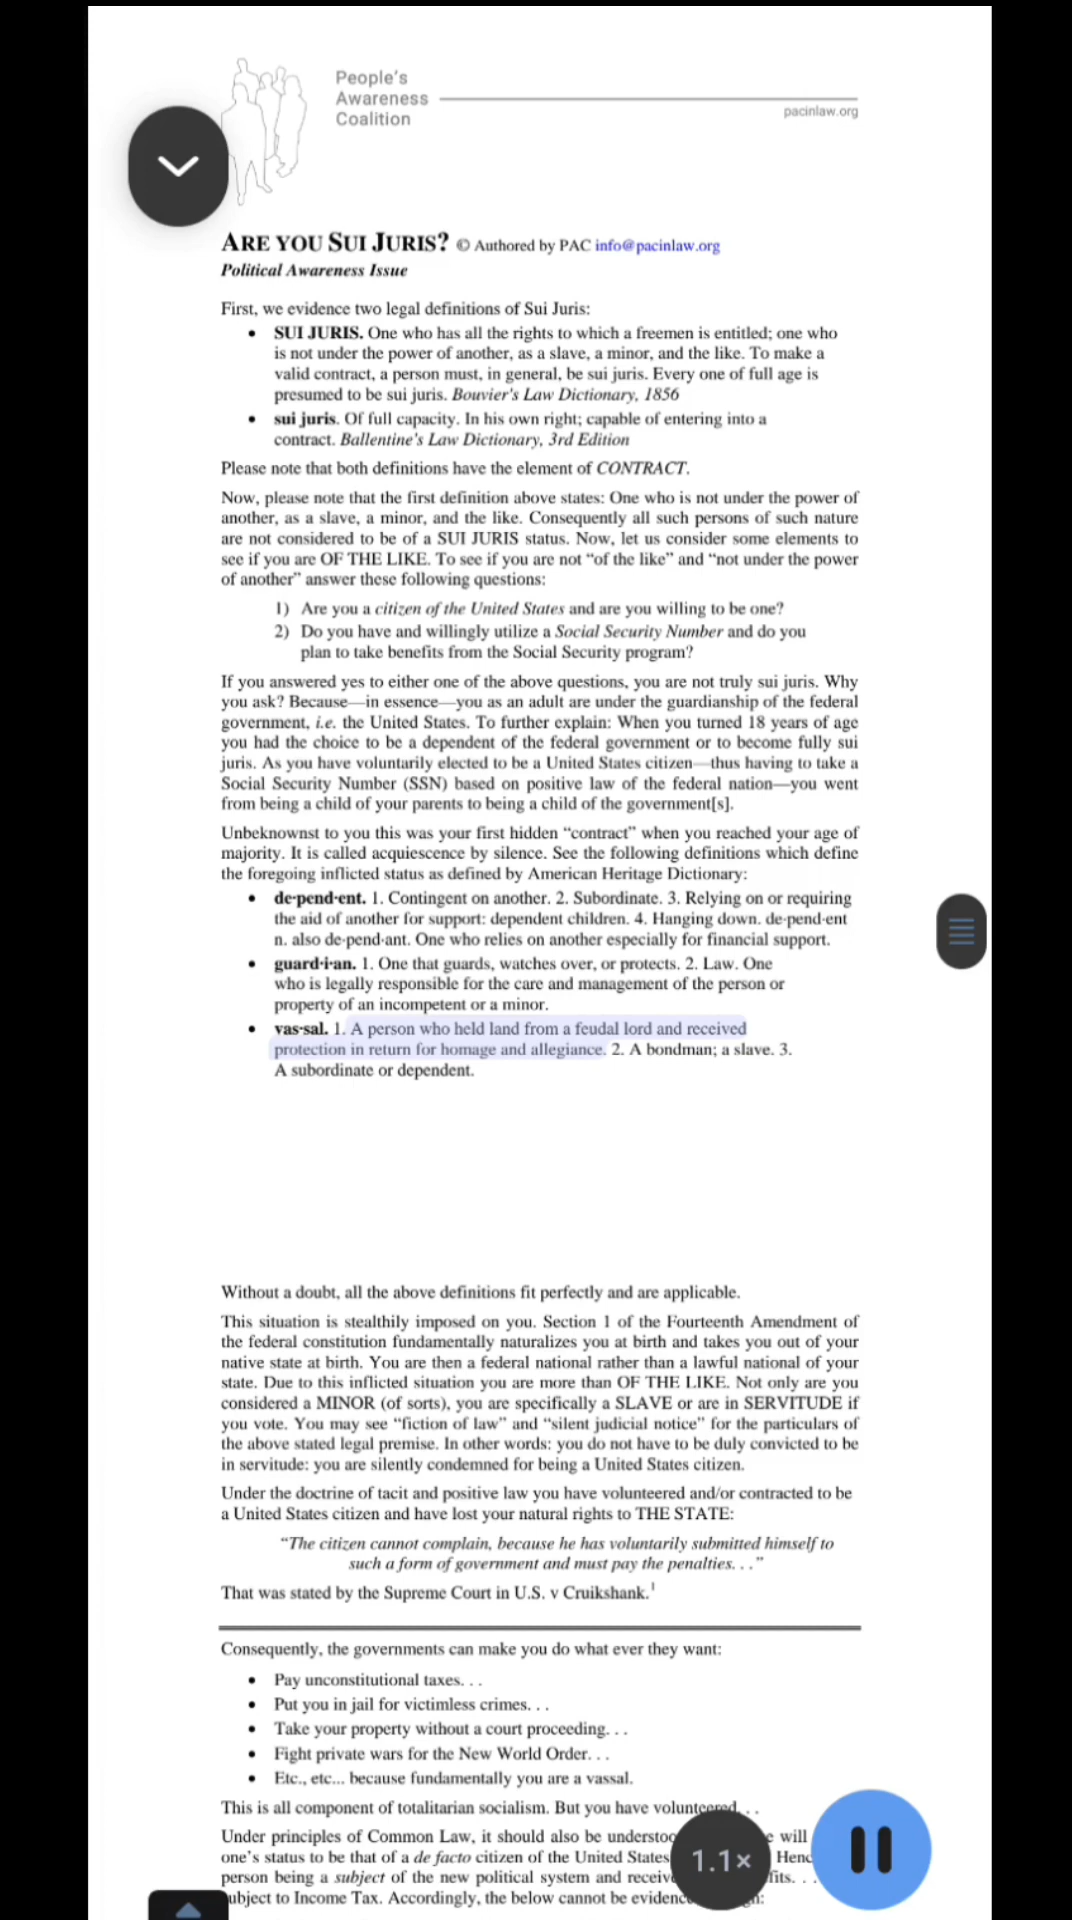 People's
Awareness
Coalition
pacinlaw.org
ARE YOU SUI JURIS? © Authored by PAC info@pacinlaw.org
Political Awareness Issue
First, we evidence two legal definitions of Sui Juris:
• SUI JURIS. One who has all the rights to which a freemen is entitled; one who
is not under the power of another, as a slave, a minor, and the like. To make a
valid contract, a person must, in general, be sui juris. Every one of full age is
presumed to be sui juris. Bouvier's Law Dictionary, 1856
• sui juris. Of full capacity. In his own right; capable of entering into a
contract. Ballentine's Law Dictionary, 3rd Edition
Please note that both definitions have the element of CONTRACT.
Now, please note that the first definition above states: One who is not under the power of
another, as a slave, a minor, and the like. Consequently all such persons of such nature
are not considered to be of a SUI JURIS status. Now, let us consider some elements to
see if you are OF THE LIKE. To see if you are not “of the like” and “not under the power
of another” answer these following questions:
1) Are you a citizen of the United States and are you willing to be one?
2) Do you have and willingly utilize a Social Security Number and do you
plan to take benefits from the Social Security program?
If you answered yes to either one of the above questions, you are not truly sui juris. Why
you ask? Because—in essence—you as an adult are under the guardianship of the federal
government, i.e. the United States. To further explain: When you turned 18 years of age
you had the choice to be a dependent of the federal government or to become fully sui
juris. As you have voluntarily elected to be a United States citizen—thus having to take a
Social Security Number (SSN) based on positive law of the federal nation—you went
from being a child of your parents to being a child of the government[s].
Unbeknownst to you this was your first hidden “contract” when you reached your age of
majority. It is called acquiescence by silence. See the following definitions which define
the foregoing inflicted status as defined by American Heritage Dictionary:
• de·pend·ent. 1. Contingent on another. 2. Subordinate. 3. Relying on or requiring
the aid of another for support: dependent children. 4. Hanging down. de·pend·ent
n. also de·pend·ant. One who relies on another especially for financial support.
• guard·i·an. 1. One that guards, watches over, or protects. 2. Law. One
who is legally responsible for the care and management of the person or
property of an incompetent or a minor.
• vas·sal. 1. A person who held land from a feudal lord and received
protection in return for homage and allegiance. 2. A bondman; a slave. 3.
A subordinate or dependent.
Without a doubt, all the above definitions fit perfectly and are applicable.
This situation is stealthily imposed on you. Section 1 of the Fourteenth Amendment of
the federal constitution fundamentally naturalizes you at birth and takes you out of your
native state at birth. You are then a federal national rather than a lawful national of your
state. Due to this inflicted situation you are more than OF THE LIKE. Not only are you
considered a MINOR (of sorts), you are specifically a SLAVE or are in SERVITUDE if
you vote. You may see “fiction of law” and “silent judicial notice” for the particulars of
the above stated legal premise. In other words: you do not have to be duly convicted to be
in servitude: you are silently condemned for being a United States citizen.
Under the doctrine of tacit and positive law you have volunteered and/or contracted to be
a United States citizen and have lost your natural rights to THE STATE:
“The citizen cannot complain, because he has voluntarily submitted himself to
such a form of government and must pay the penalties. . .”
That was stated by the Supreme Court in U.S. v Cruikshank.1
Consequently, the governments can make you do what ever they want:
• Pay unconstitutional taxes. . .
• Put you in jail for victimless crimes. . .
• Take your property without a court proceeding. . .
• Fight private wars for the New World Order. . .
• Etc., etc... because fundamentally you are a vassal.
This is all component of totalitarian socialism. But you have volunteered. . .
Under principles of Common Law, it should also be will
one's status to be that of a de facto citizen of the United States
person being a subject of the new political system and
to Income Tax. Accordingly, the below cannot be
1.1×